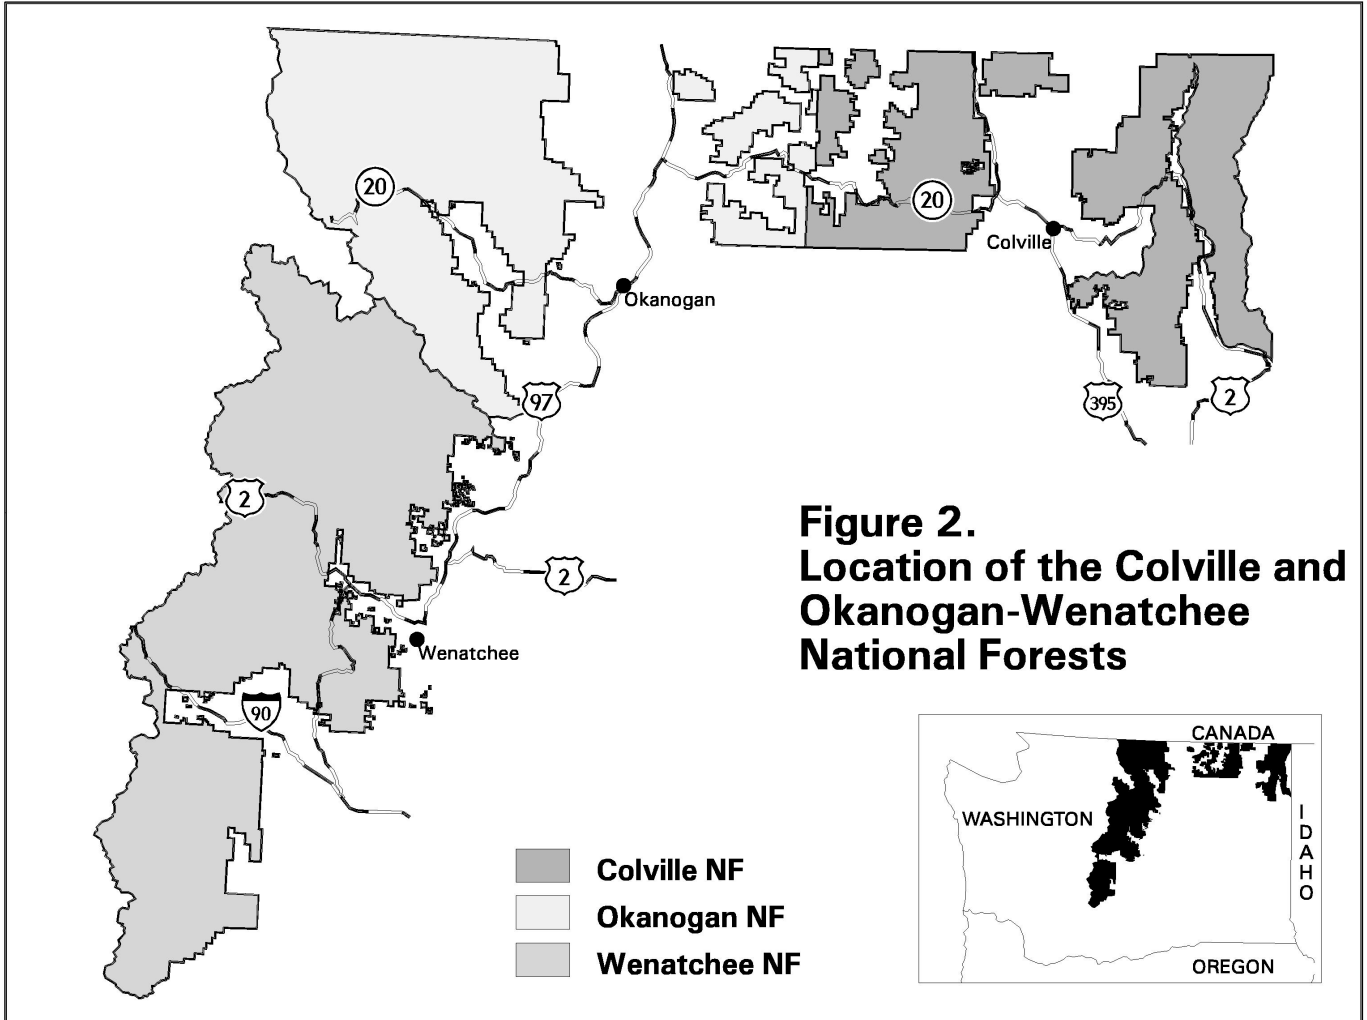 20
20
Colville
Okanogan
97
395
2
2
Figure 2.
Location of the Colville and
Okanogan-Wenatchee
National Forests
2
Wenatchee
90
CANADA
WASHINGTON
IDAHO
OREGON
Colville NF
Okanogan NF
Wenatchee NF